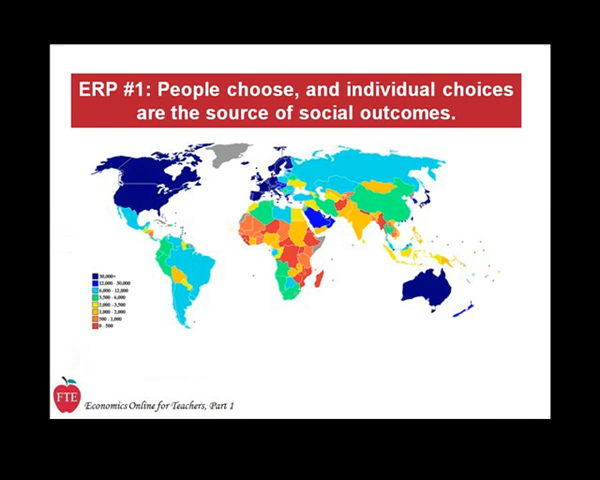 ERP #1: People choose, and individual choices
are the source of social outcomes.
30,000+
12,000 - 30,000
6,000 - 12,000
3,500 - 6,000
2,000 - 3,500
1,000 - 2,000
500 - 1,000
0 - 500
FTE
Economics Online for Teachers, Part 1